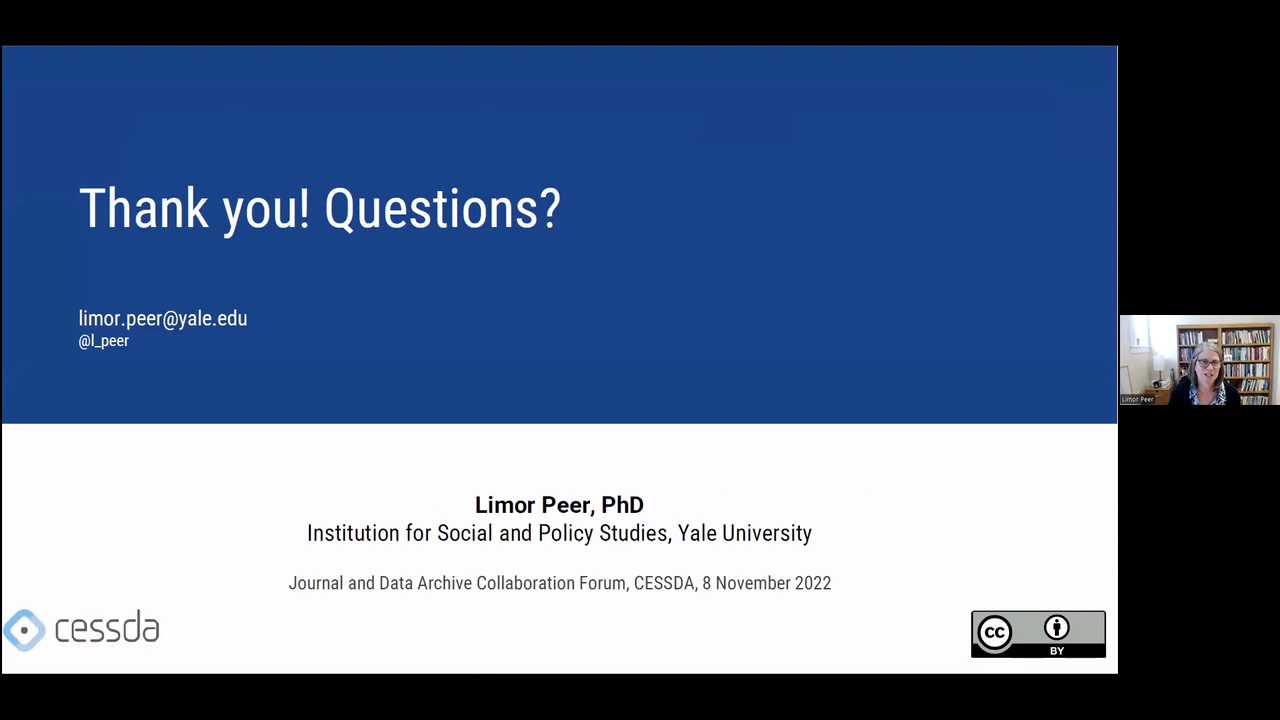 Thank you! Questions?
limor.peer@yale.edu
@l_peer
Limor Peer
Limor Peer, PhD
Institution for Social and Policy Studies, Yale University
Journal and Data Archive Collaboration Forum, CESSDA, 8 November 2022
cessda
CC
BY